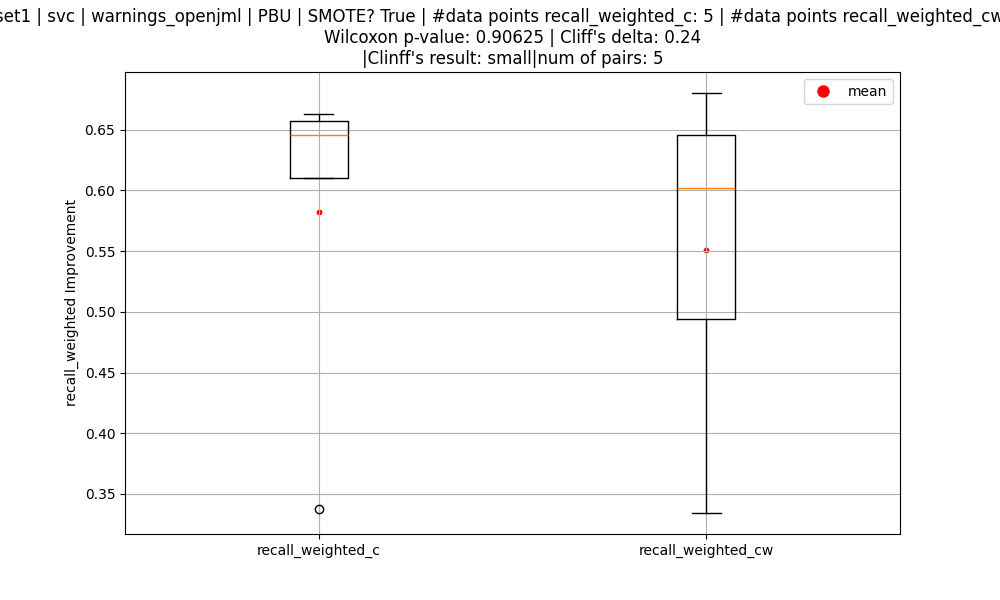 set1 | svc | warnings_openjml | PBU | SMOTE? True | #data points recall_weighted_c: 5 | #data points recall_weighted_cw
Wilcoxon p-value: 0.90625 | Cliff's delta: 0.24
|Clinff's result: small|num of pairs: 5
mean
0.65
0.60
0.55
0.50
0.45
0.40
0.35
recall_weighted Improvement
recall_weighted_c
recall_weighted_cw